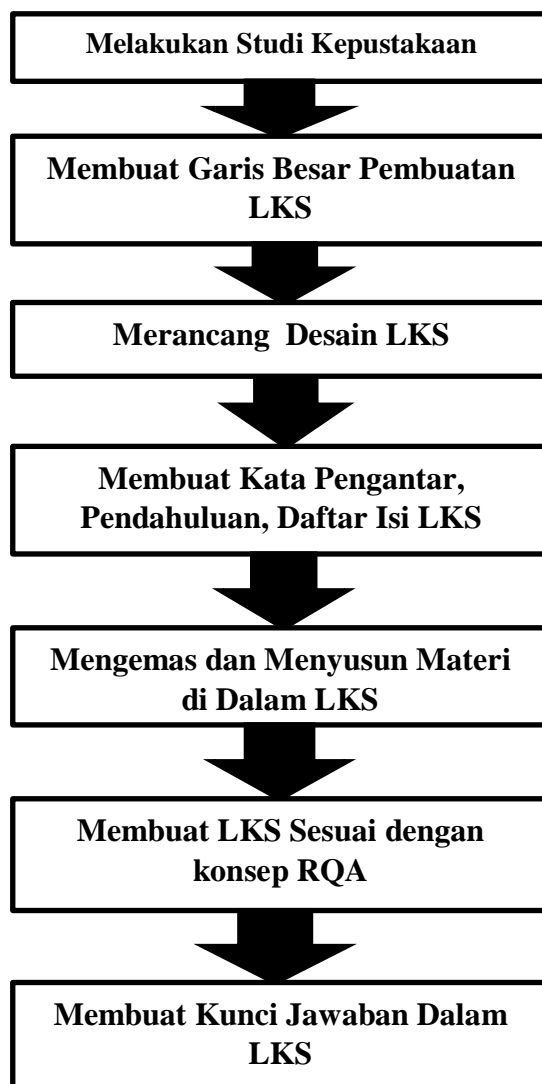 Melakukan Studi Kepustakaan
Membuat Garis Besar Pembuatan
LKS
Merancang Desain LKS
Membuat Kata Pengantar,
Pendahuluan, Daftar Isi LKS
Mengemas dan Menyusun Materi
di Dalam LKS
Membuat LKS Sesuai dengan
konsep RQA
Membuat Kunci Jawaban Dalam
LKS